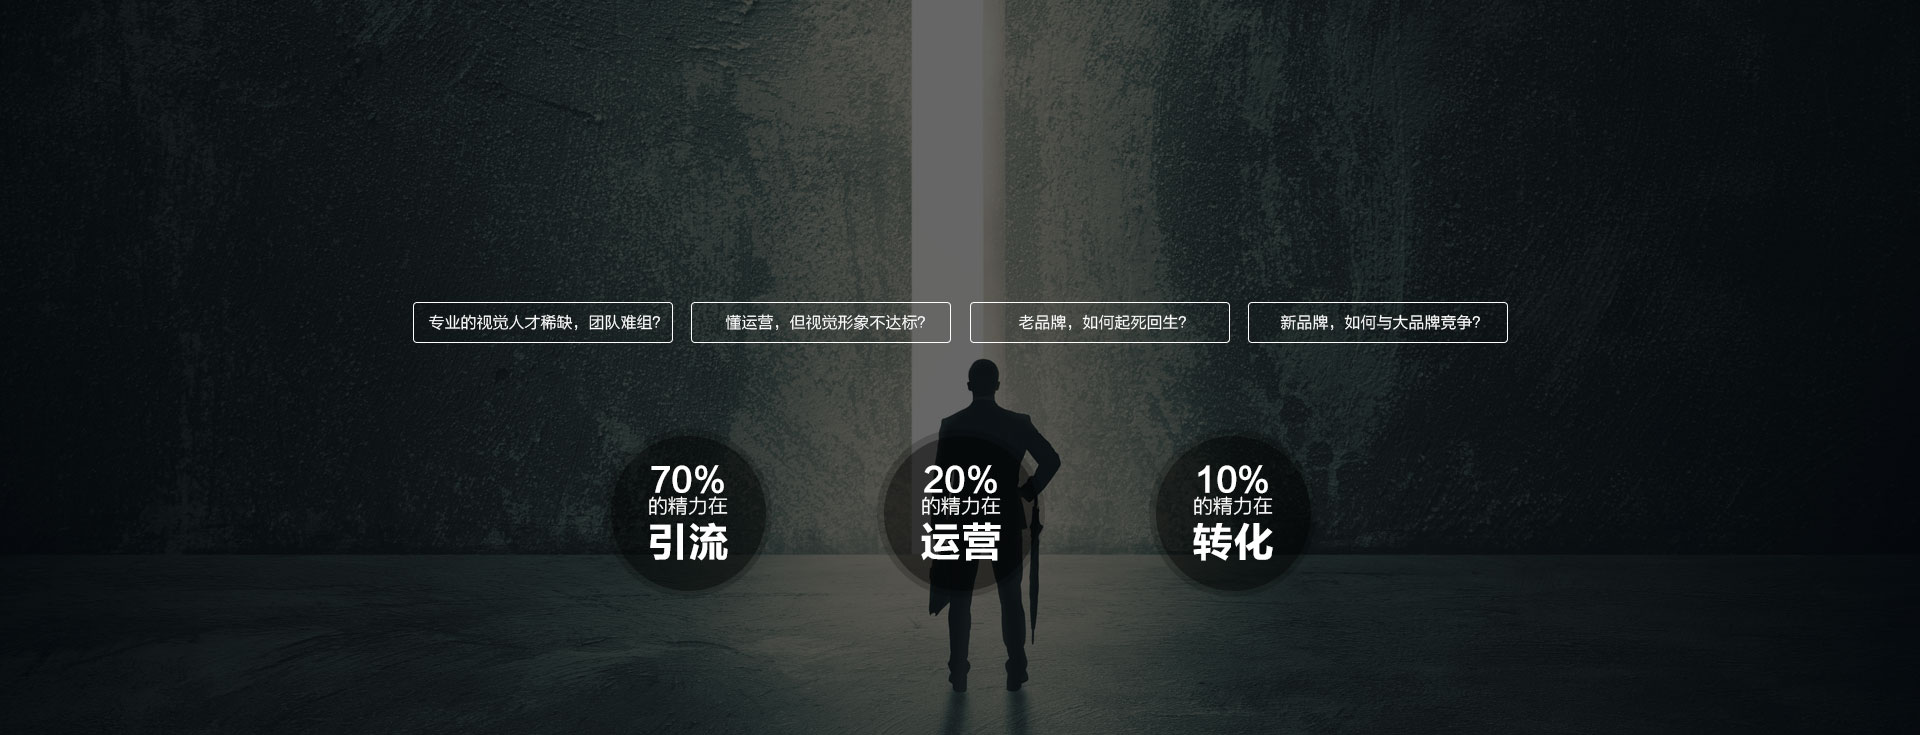 专业的视觉人才稀缺，团队难组？
懂运营，但视觉形象不达标？
老品牌，如何起死回生？
新品牌，如何与大品牌竞争？
70%
的精力在
引流
20%
的精力在
运营
10%
的精力在
转化